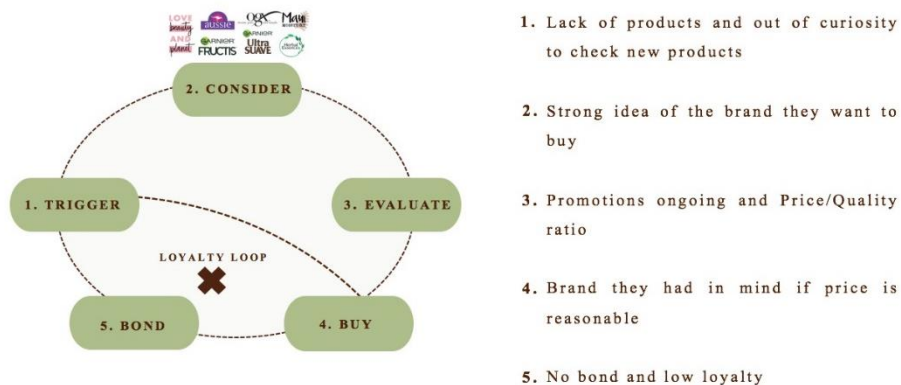 LOVE
beauty
AND
planet
aussie
OGX
Maui
MOISTURE
GARNIER
FRUCTIS
GARNIER
Ultra
SUAVE
Herbal
Essences
2. CONSIDER
1. TRIGGER
3. EVALUATE
LOYALTY LOOP
5. BOND
4. BUY
1. Lack of products and out of curiosity
to check new products
2. Strong idea of the brand they want to
buy
3. Promotions ongoing and Price/Quality
ratio
4. Brand they had in mind if price is
reasonable
5. No bond and low loyalty